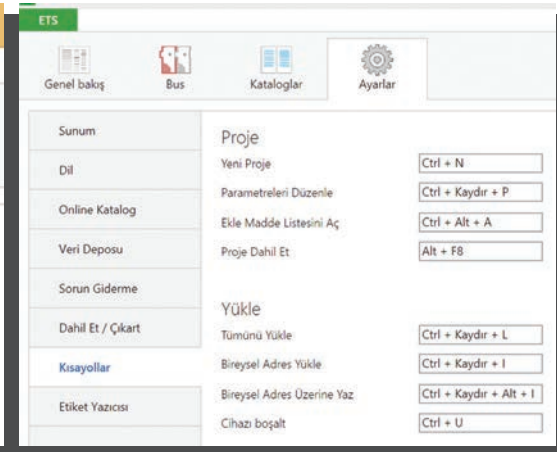 ETS
Genel bakış Bus Kataloglar Ayarlar
Sunum
Dil
Online Katalog
Veri Deposu
Sorun Giderme
Dahil Et / Çıkart
Kısayollar
Etiket Yazıcısı
Proje
Yeni Proje Ctrl + N
Parametreleri Düzenle Ctrl + Kaydır + P
Ekle Madde Listesini Aç Ctrl + Alt + A
Proje Dahil Et Alt + F8
Yükle
Tümünü Yükle Ctrl + Kaydır + L
Bireysel Adres Yükle Ctrl + Kaydır + I
Bireysel Adres Üzerine Yaz Ctrl + Kaydır + Alt + I
Cihazı boşalt Ctrl + U